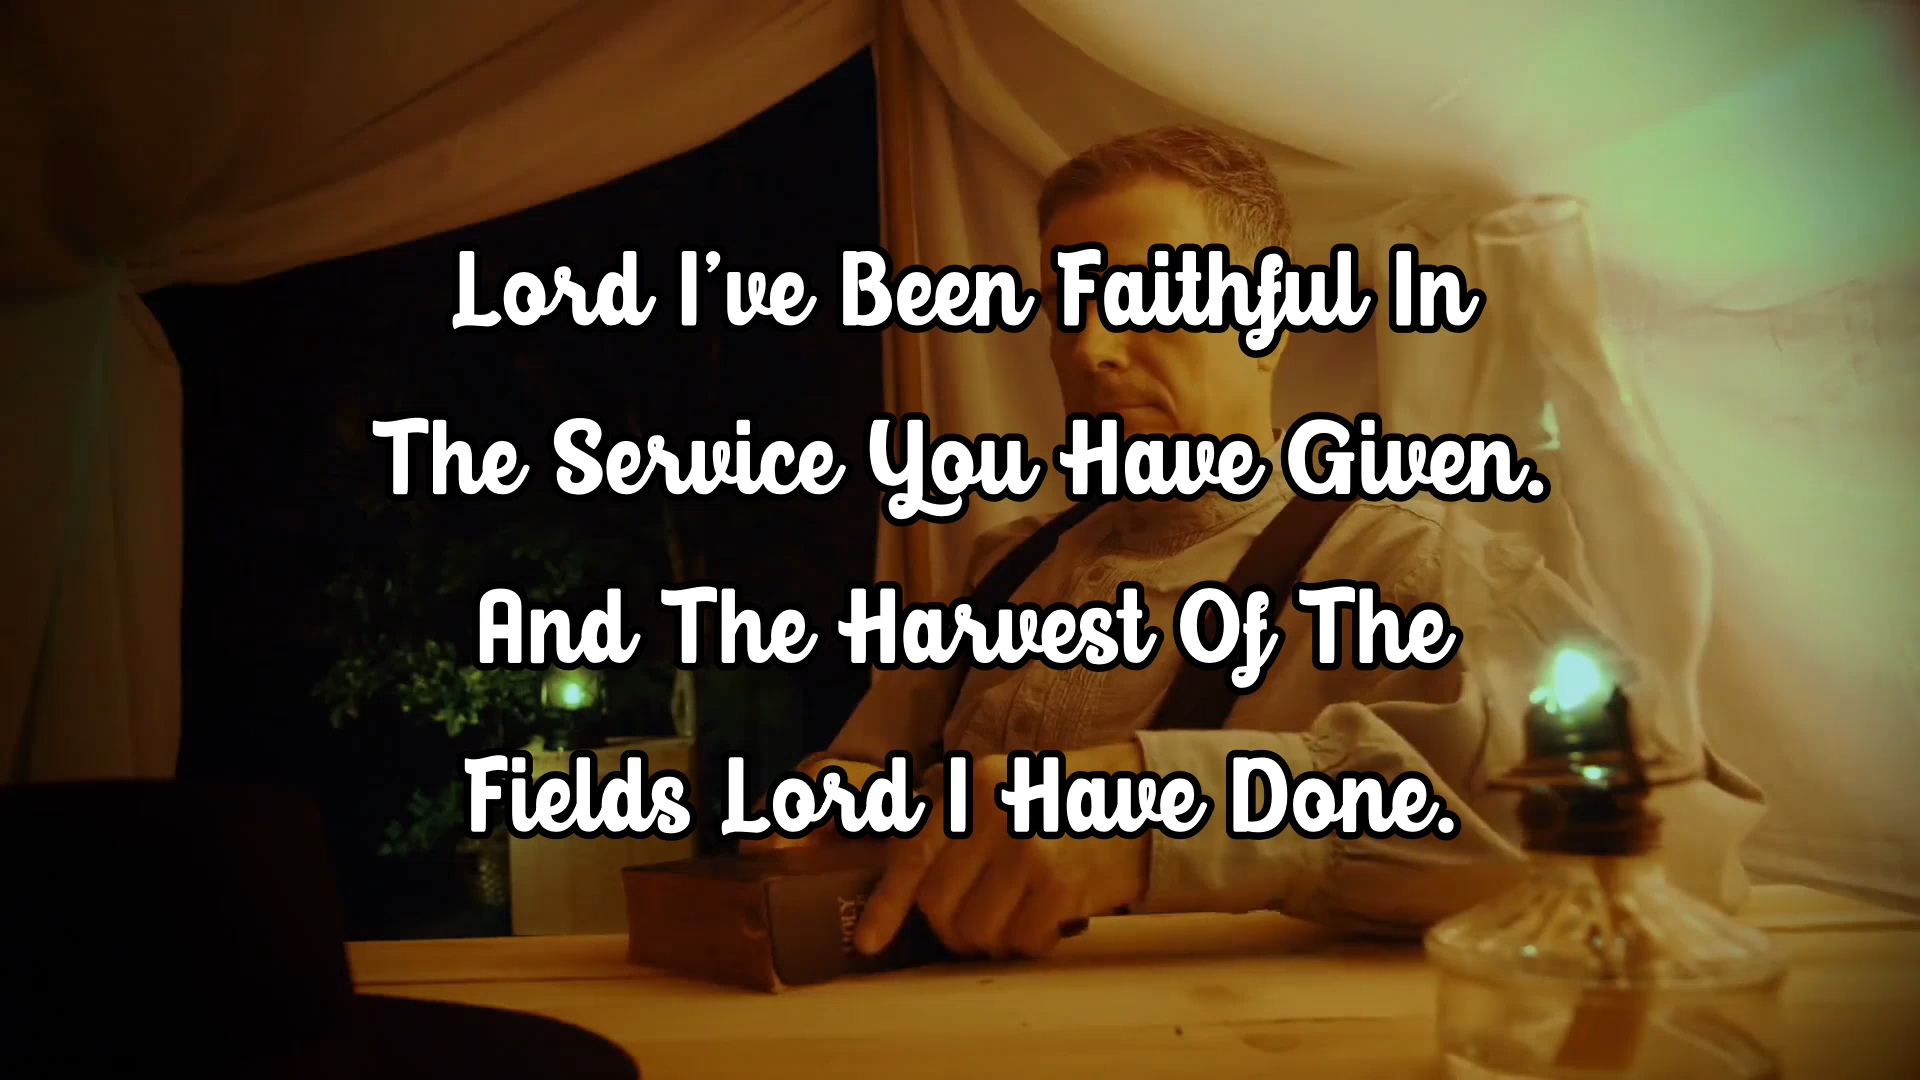 Lord I've Been Faithful In
The Service You Have Given.
And The Harvest Of The
Fields Lord I Have Done.
HOLY